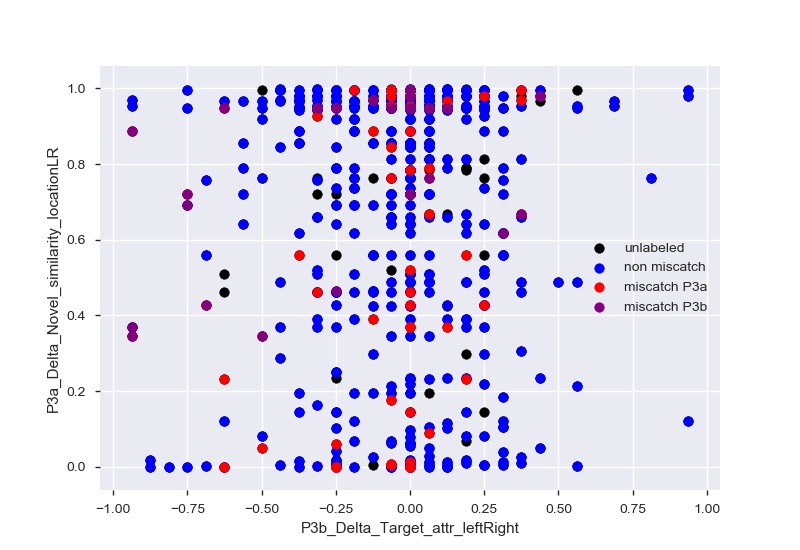 1.0
0.8
0.6
0.4
0.2
0.0
P3a_Delta_Novel_similarity_locationLR
unlabeled
non miscatch
miscatch P3a
miscatch P3b
−1.00 −0.75 −0.50 −0.25 0.00 0.25 0.50 0.75 1.00
P3b_Delta_Target_attr_leftRight